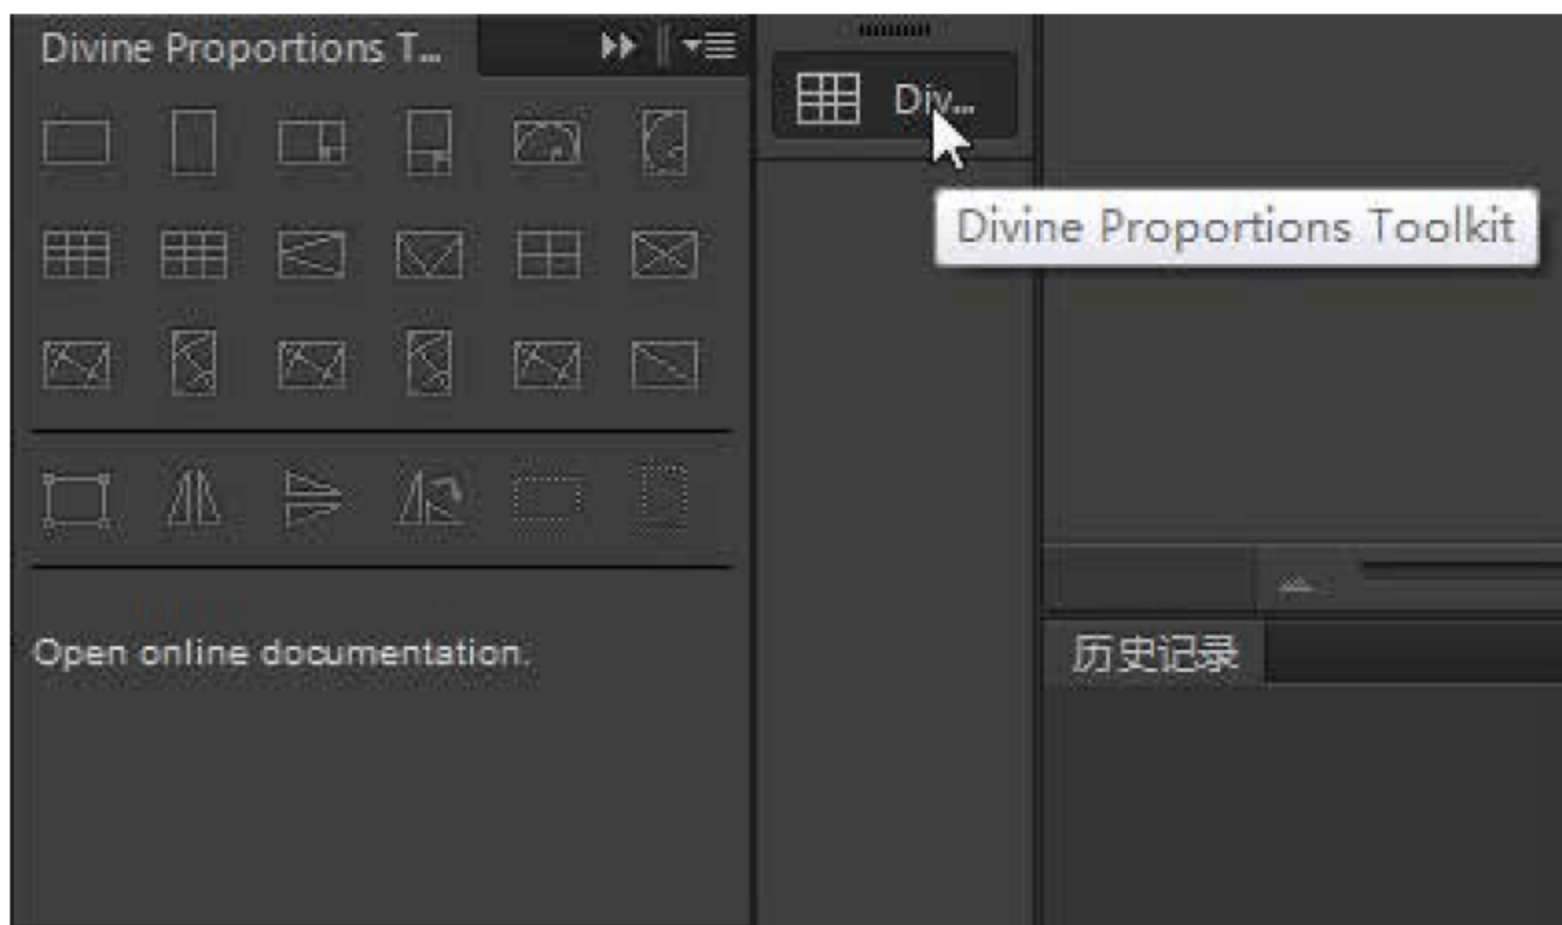 Divine Proportions T...
Div...
Divine Proportions Toolkit
Open online documentation.
历史记录